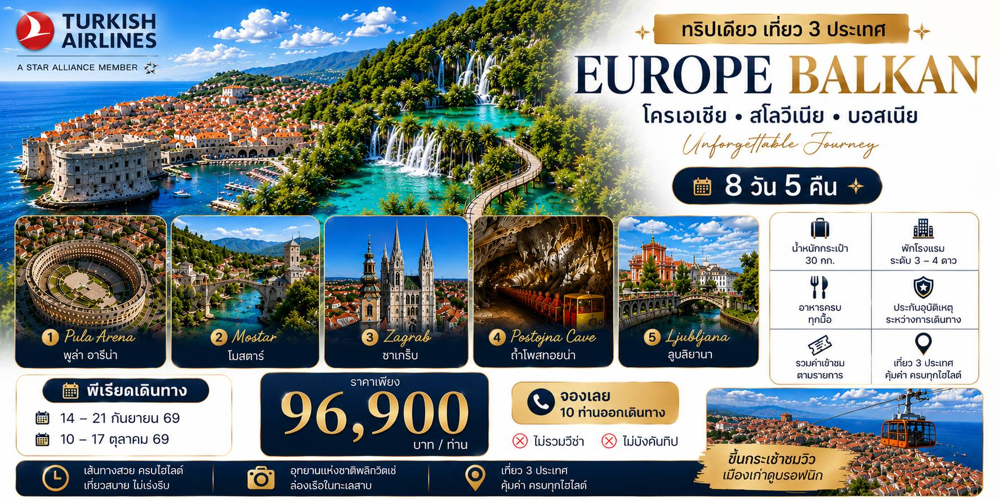 TURKISH
AIRLINES
A STAR ALLIANCE MEMBER
ทริปเดียว เที่ยว 3 ประเทศ
EUROPE BALKAN
โครเอเชีย • สโลวีเนีย • บอสเนีย
Unforgettable Journey
8 วัน 5 คืน
1 Pula Arena
พูล่า อารีน่า
2 Mostar
โมสตาร์
3 Zagrab
ซาเกร็บ
4 Postojna Cave
ถ้ำโพสทอยน่า
5 Ljubljana
ลูบลิยานา
น้ำหนักกระเป๋า
30 กก.
พักโรงแรม
ระดับ 3 – 4 ดาว
อาหารครบ
ทุกมื้อ
ประกันอุบัติเหตุ
ระหว่างการเดินทาง
รวมค่าเข้าชม
ตามรายการ
เที่ยว 3 ประเทศ
คุ้มค่า ครบทุกไฮไลต์
พีเรียดเดินทาง
14 – 21 กันยายน 69
10 – 17 ตุลาคม 69
ราคาเพียง
96,900
บาท / ท่าน
จองเลย
10 ท่านออกเดินทาง
ไม่รวมวีซ่า
ไม่บังคับทิป
เส้นทางสวย ครบไฮไลต์
เที่ยวสบาย ไม่เร่งรีบ
อุทยานแห่งชาติพลิทวิตเซ่
ล่องเรือในทะเลสาบ
เที่ยว 3 ประเทศ
คุ้มค่า ครบทุกไฮไลต์
ขึ้นกระเช้าชมวิว
เมืองเก่าดูบรอฟนิก